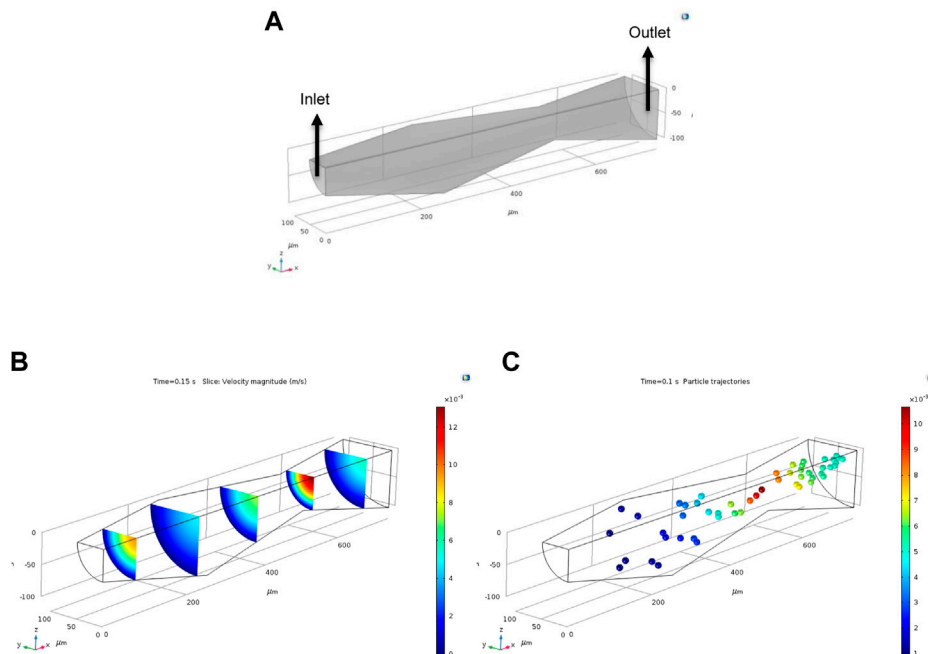 A
Outlet
Inlet
0
-50
-100
600
400
200
μm
100
50
0 0
μm
z
y x
B
Time=0.15 s Slice: Velocity magnitude (m/s)
×10⁻³
12
10
8
6
4
2
0
0
-50
-100
600
400
200
μm
100
50
0 0
μm
z
y x
C
Time=0.1 s Particle trajectories
×10⁻³
10
9
8
7
6
5
4
3
2
1
0
-50
-100
600
400
200
μm
100
50
0 0
μm
z
y x